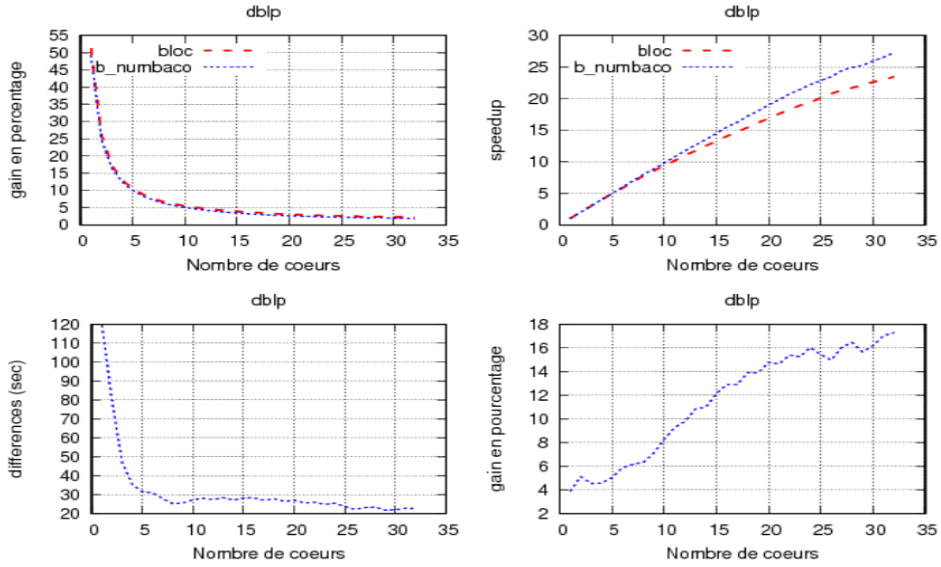 dblp
gain en percentage
55
50
45
40
35
30
25
20
15
10
5
0
bloc
b_numbaco
0 5 10 15 20 25 30 35
Nombre de coeurs
dblp
speedup
30
25
20
15
10
5
0
bloc
b_numbaco
0 5 10 15 20 25 30 35
Nombre de coeurs
dblp
differences (sec)
120
110
100
90
80
70
60
50
40
30
20
0 5 10 15 20 25 30 35
Nombre de coeurs
dblp
gain en pourcentage
18
16
14
12
10
8
6
4
2
0 5 10 15 20 25 30 35
Nombre de coeurs